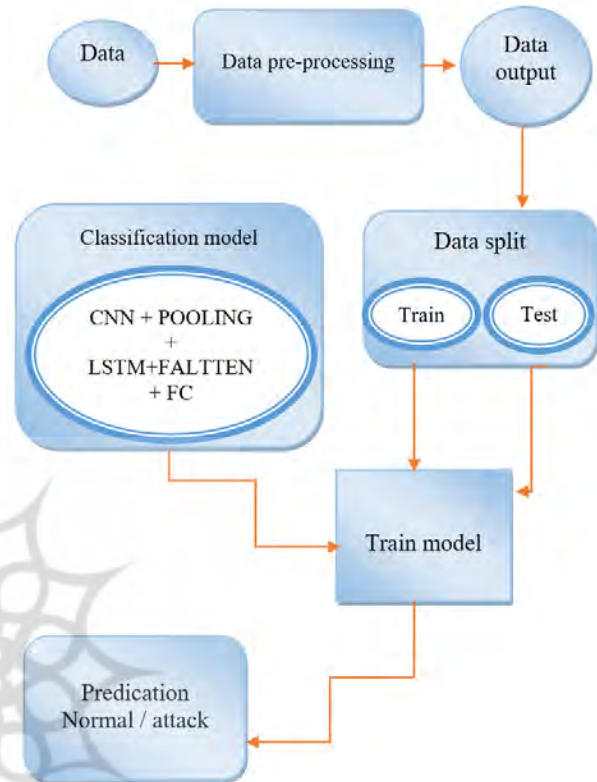 Data
Data pre-processing
Data
output
Classification model
CNN + POOLING
+
LSTM+FALTTEN
+ FC
Data split
Train
Test
Train model
Predication
Normal / attack